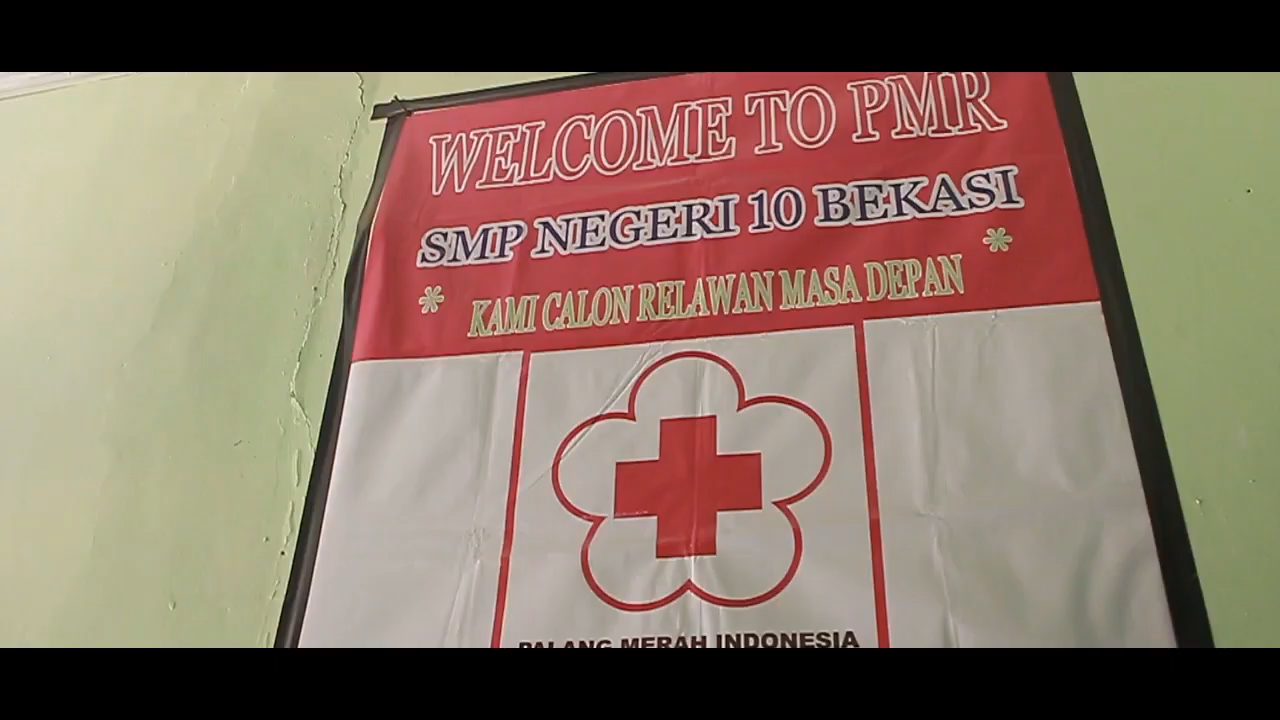 WELCOME TO PMR
SMP NEGERI 10 BEKASI
* KAMI CALON RELAWAN MASA DEPAN *
PALANG MERAH INDONESIA